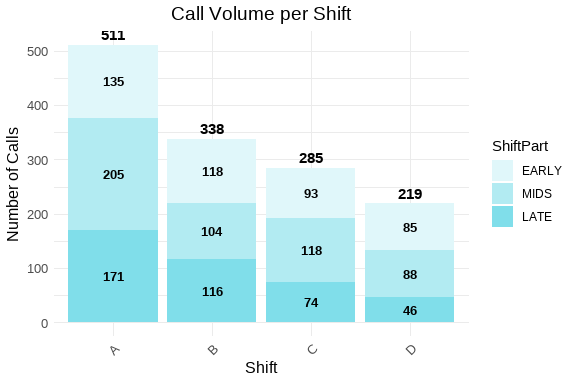 Call Volume per Shift
511
338
285
219
135
205
171
118
104
116
93
118
74
85
88
46
Number of Calls
500
400
300
200
100
0
A
B
C
D
Shift
ShiftPart
EARLY
MIDS
LATE